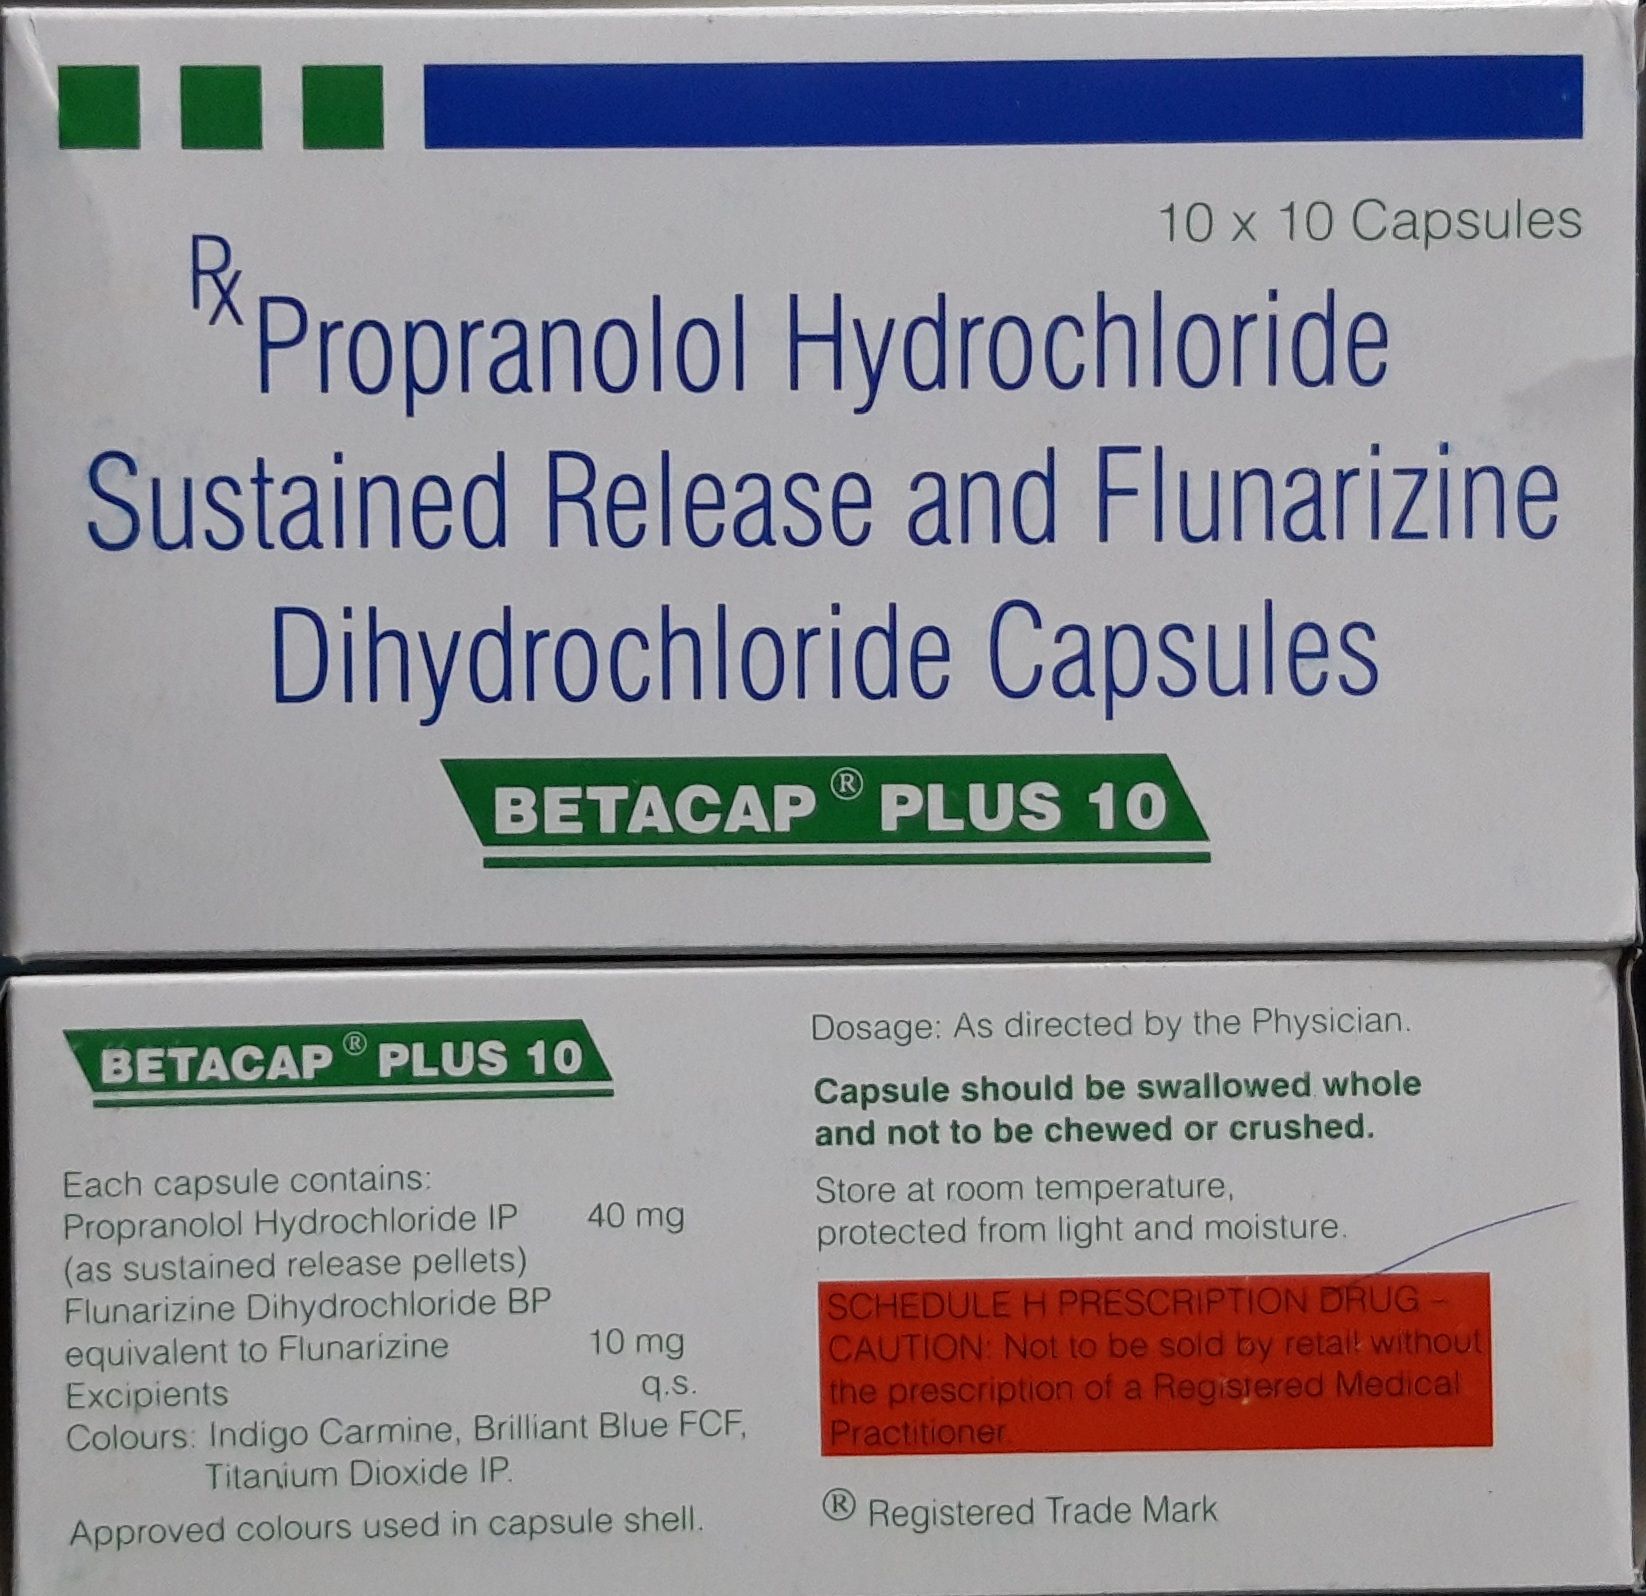 10 x 10 Capsules
Rx Propranolol Hydrochloride
Sustained Release and Flunarizine
Dihydrochloride Capsules
BETACAP® PLUS 10
BETACAP® PLUS 10
Each capsule contains:
Propranolol Hydrochloride IP 40 mg
(as sustained release pellets)
Flunarizine Dihydrochloride BP
equivalent to Flunarizine 10 mg
Excipients q.s.
Colours: Indigo Carmine, Brilliant Blue FCF,
Titanium Dioxide IP.
Approved colours used in capsule shell.
Dosage: As directed by the Physician.
Capsule should be swallowed whole
and not to be chewed or crushed.
Store at room temperature,
protected from light and moisture.
SCHEDULE H PRESCRIPTION DRUG –
CAUTION: Not to be sold by retail without
the prescription of a Registered Medical
Practitioner.
® Registered Trade Mark